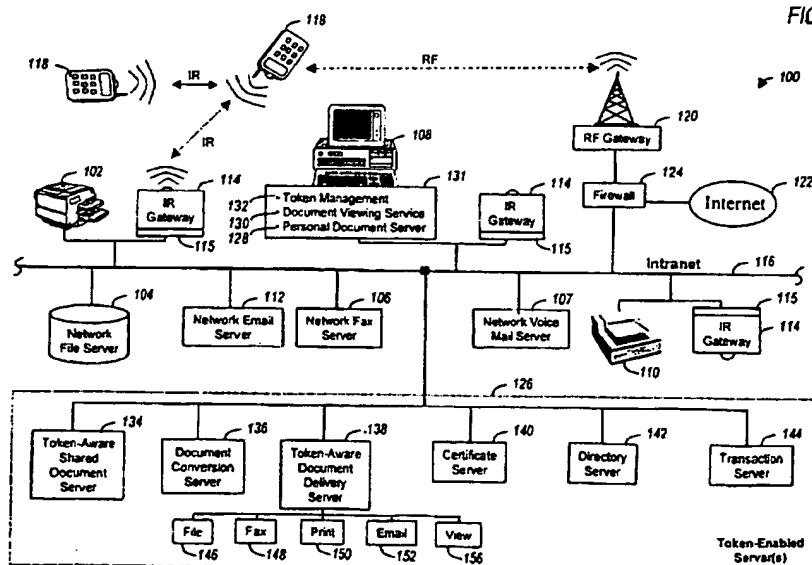 FIG
118
118
IR
RF
100
IR
120
RF Gateway
102
114
IR Gateway
115
108
131
132
Token Management
130
Document Viewing Service
128
Personal Document Server
114
IR Gateway
115
124
Firewall
122
Internet
Intranet
116
104
Network File Server
112
Network Email Server
106
Network Fax Server
107
Network Voice Mail Server
110
115
IR Gateway
114
126
134
Token-Aware Shared Document Server
136
Document Conversion Server
138
Token-Aware Document Delivery Server
140
Certificate Server
142
Directory Server
144
Transaction Server
File
146
Fax
148
Print
150
Email
152
View
156
Token-Enabled Server(s)